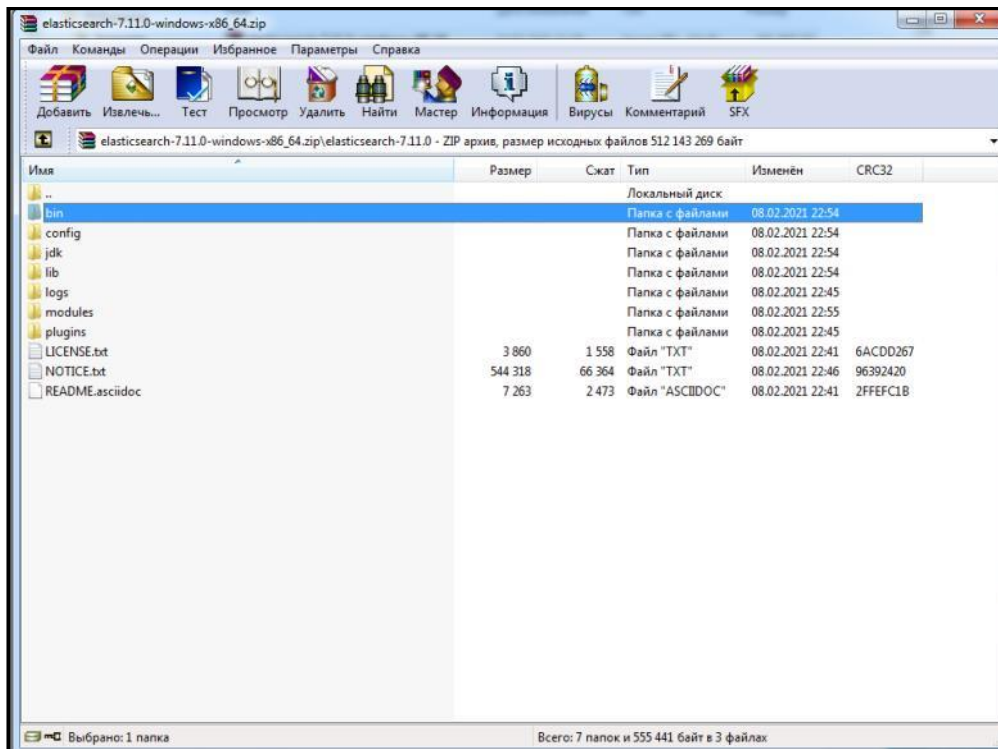 elasticsearch-7.11.0-windows-x86_64.zip
Файл Команды Операции Избранное Параметры Справка
Добавить Извлечь... Тест Просмотр Удалить Найти Мастер Информация Вирусы Комментарий SFX
elasticsearch-7.11.0-windows-x86_64.zip\elasticsearch-7.11.0 - ZIP архив, размер исходных файлов 512 143 269 байт
Имя Размер Сжат Тип Изменён CRC32
.. Локальный диск
bin Папка с файлами 08.02.2021 22:54
config Папка с файлами 08.02.2021 22:54
jdk Папка с файлами 08.02.2021 22:54
lib Папка с файлами 08.02.2021 22:54
logs Папка с файлами 08.02.2021 22:45
modules Папка с файлами 08.02.2021 22:55
plugins Папка с файлами 08.02.2021 22:45
LICENSE.txt 3 860 1 558 Файл "TXT" 08.02.2021 22:41 6ACDD267
NOTICE.txt 544 318 66 364 Файл "TXT" 08.02.2021 22:46 96392420
README.asciidoc 7 263 2 473 Файл "ASCIIDOC" 08.02.2021 22:41 2FFEFC1B
Выбрано: 1 папка Всего: 7 папок и 555 441 байт в 3 файлах